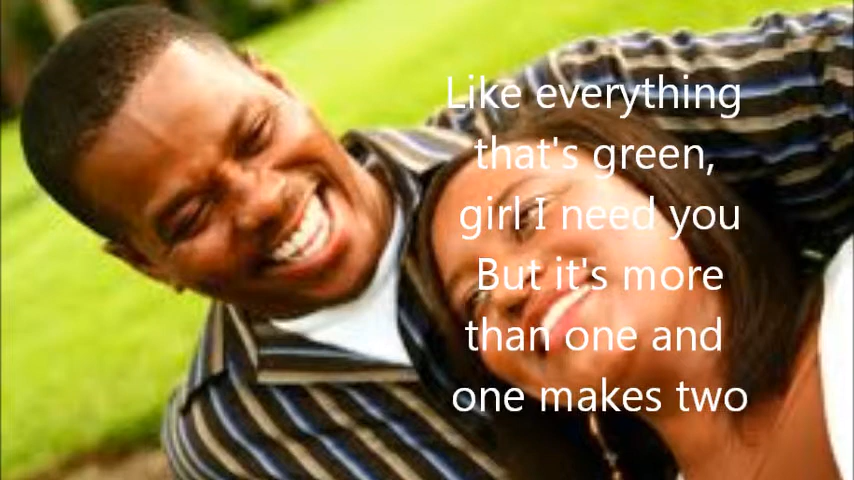 Like everything
that's green,
girl I need you
But it's more
than one and
one makes two